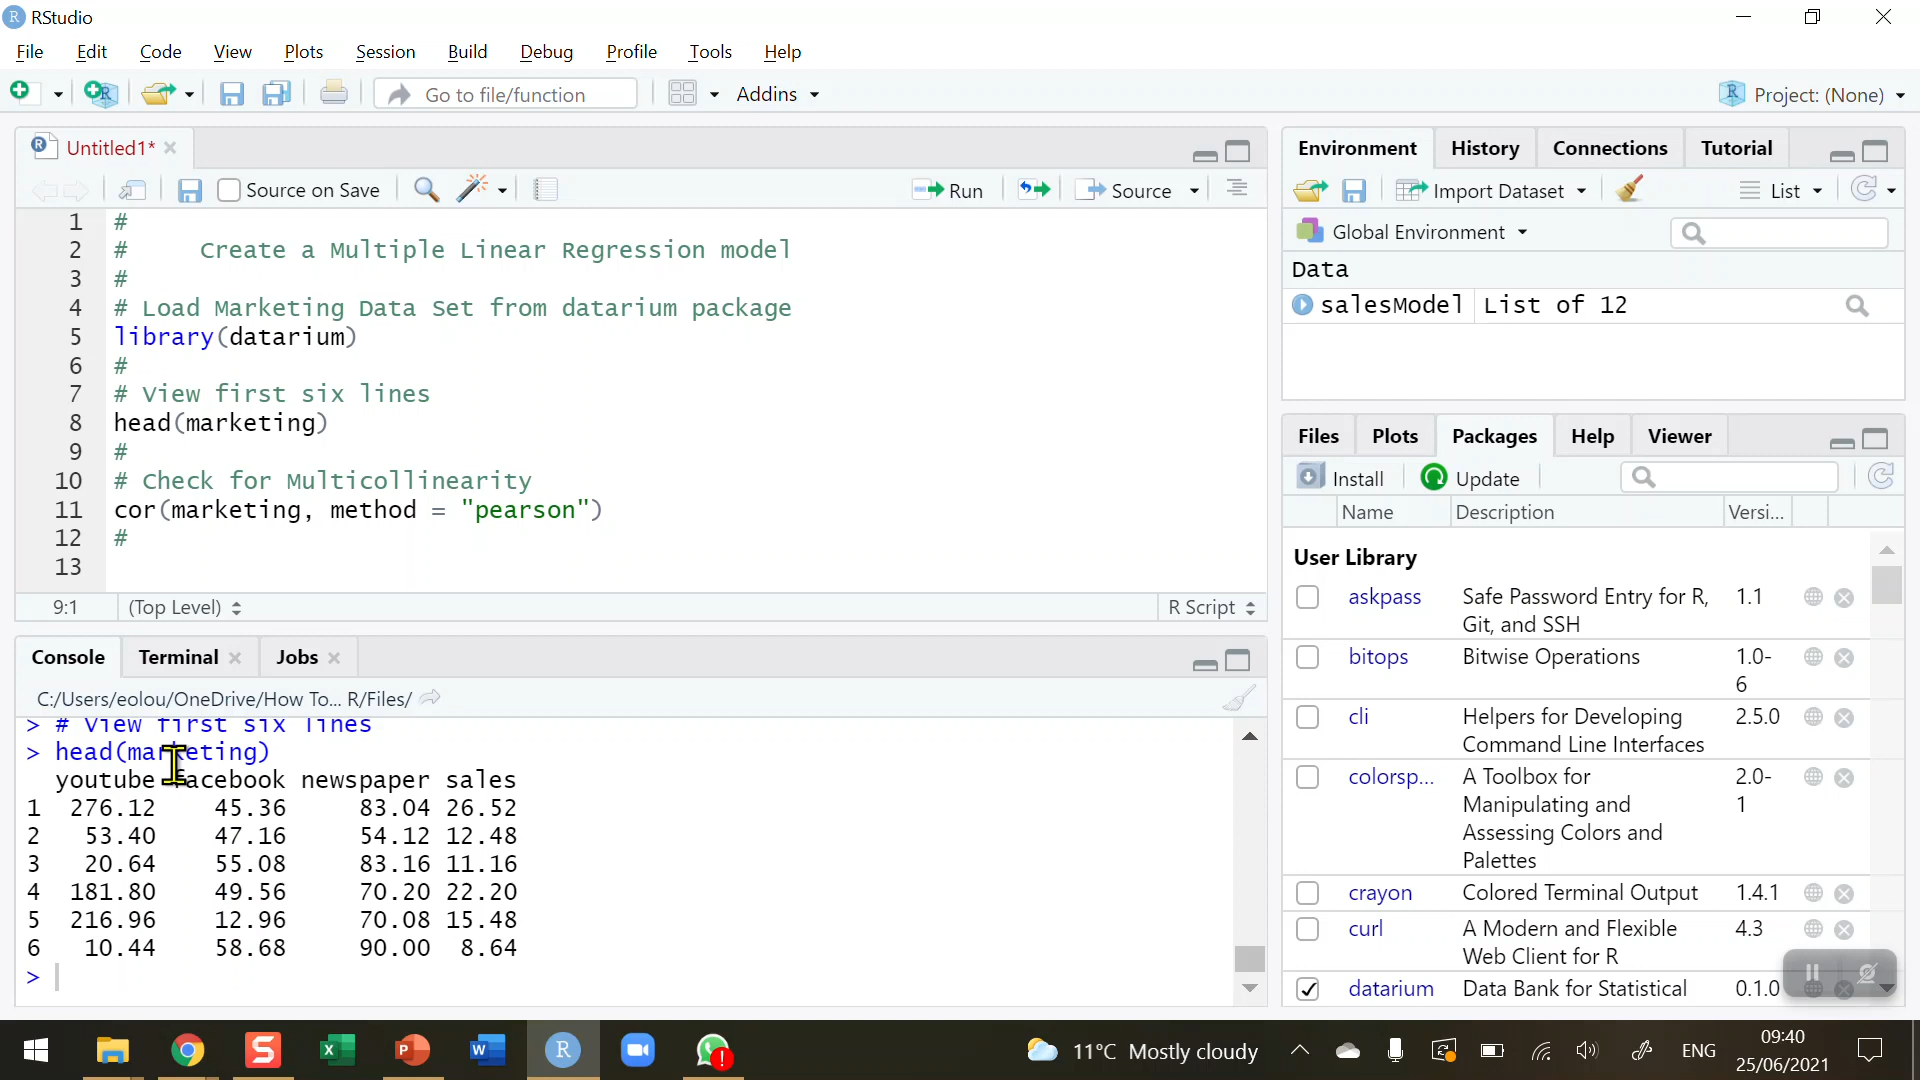 RStudio
File Edit Code View Plots Session Build Debug Profile Tools Help
Go to file/function Addins Project: (None)
Untitled1*
Source on Save Run Source
1 #
2 #     Create a Multiple Linear Regression model
3 #
4 # Load Marketing Data Set from datarium package
5 library(datarium)
6 #
7 # View first six lines
8 head(marketing)
9 #
10 # Check for Multicollinearity
11 cor(marketing, method = "pearson")
12 #
13
9:1 (Top Level) R Script
Console Terminal Jobs
C:/Users/eolou/OneDrive/How To... R/Files/
> # View first six lines
> head(marketing)
youtube facebook newspaper sales
1 276.12 45.36 83.04 26.52
2 53.40 47.16 54.12 12.48
3 20.64 55.08 83.16 11.16
4 181.80 49.56 70.20 22.20
5 216.96 12.96 70.08 15.48
6 10.44 58.68 90.00 8.64
>
Environment History Connections Tutorial
Import Dataset List
Global Environment
Data
salesModel List of 12
Files Plots Packages Help Viewer
Install Update
Name Description Versi...
User Library
askpass Safe Password Entry for R, 1.1
Git, and SSH
bitops Bitwise Operations 1.0-
6
cli Helpers for Developing 2.5.0
Command Line Interfaces
colorsp... A Toolbox for 2.0-
Manipulating and 1
Assessing Colors and
Palettes
crayon Colored Terminal Output 1.4.1
curl A Modern and Flexible 4.3
Web Client for R
datarium Data Bank for Statistical 0.1.0
11°C Mostly cloudy ENG 09:40
25/06/2021